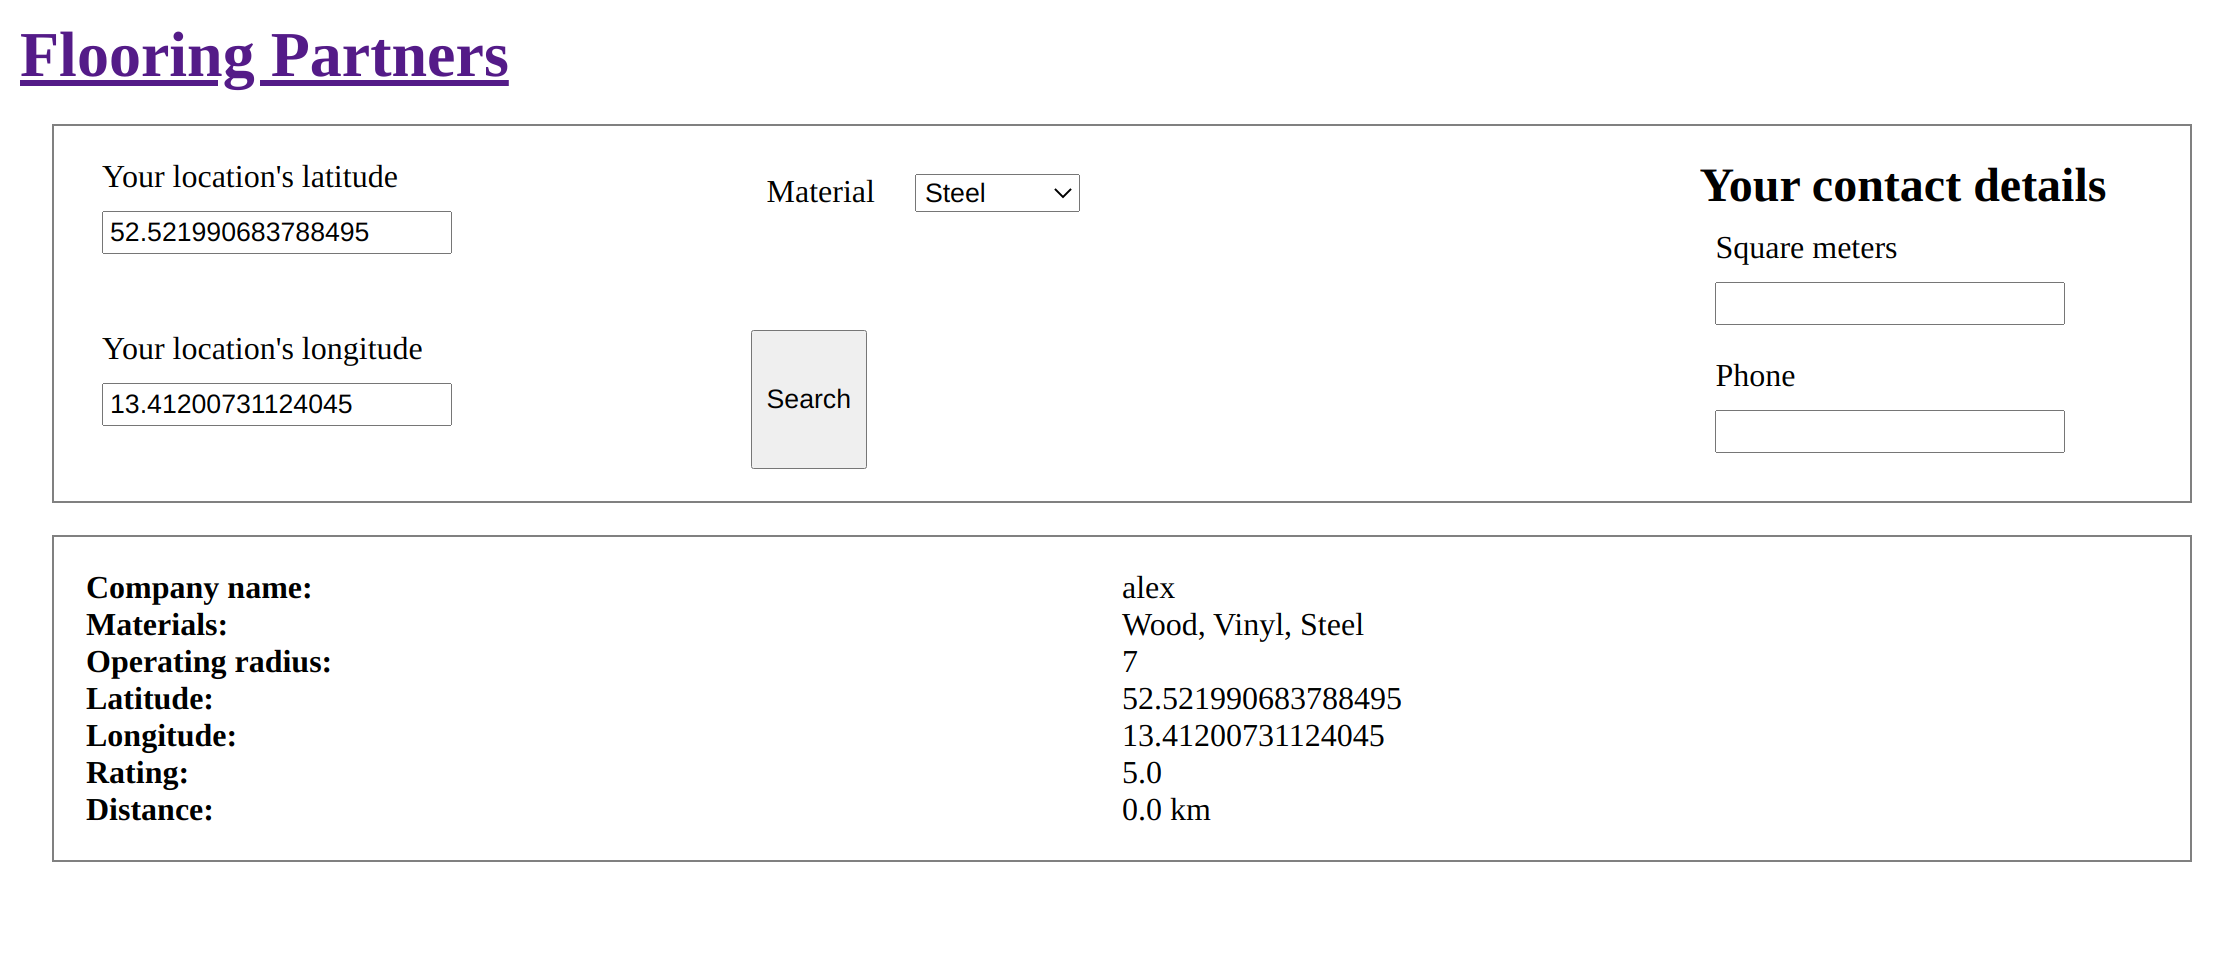 Flooring Partners
Your location's latitude
52.521990683788495
Your location's longitude
13.41200731124045
Material
Steel
Search
Your contact details
Square meters
Phone
Company name: alex
Materials: Wood, Vinyl, Steel
Operating radius: 7
Latitude: 52.521990683788495
Longitude: 13.41200731124045
Rating: 5.0
Distance: 0.0 km